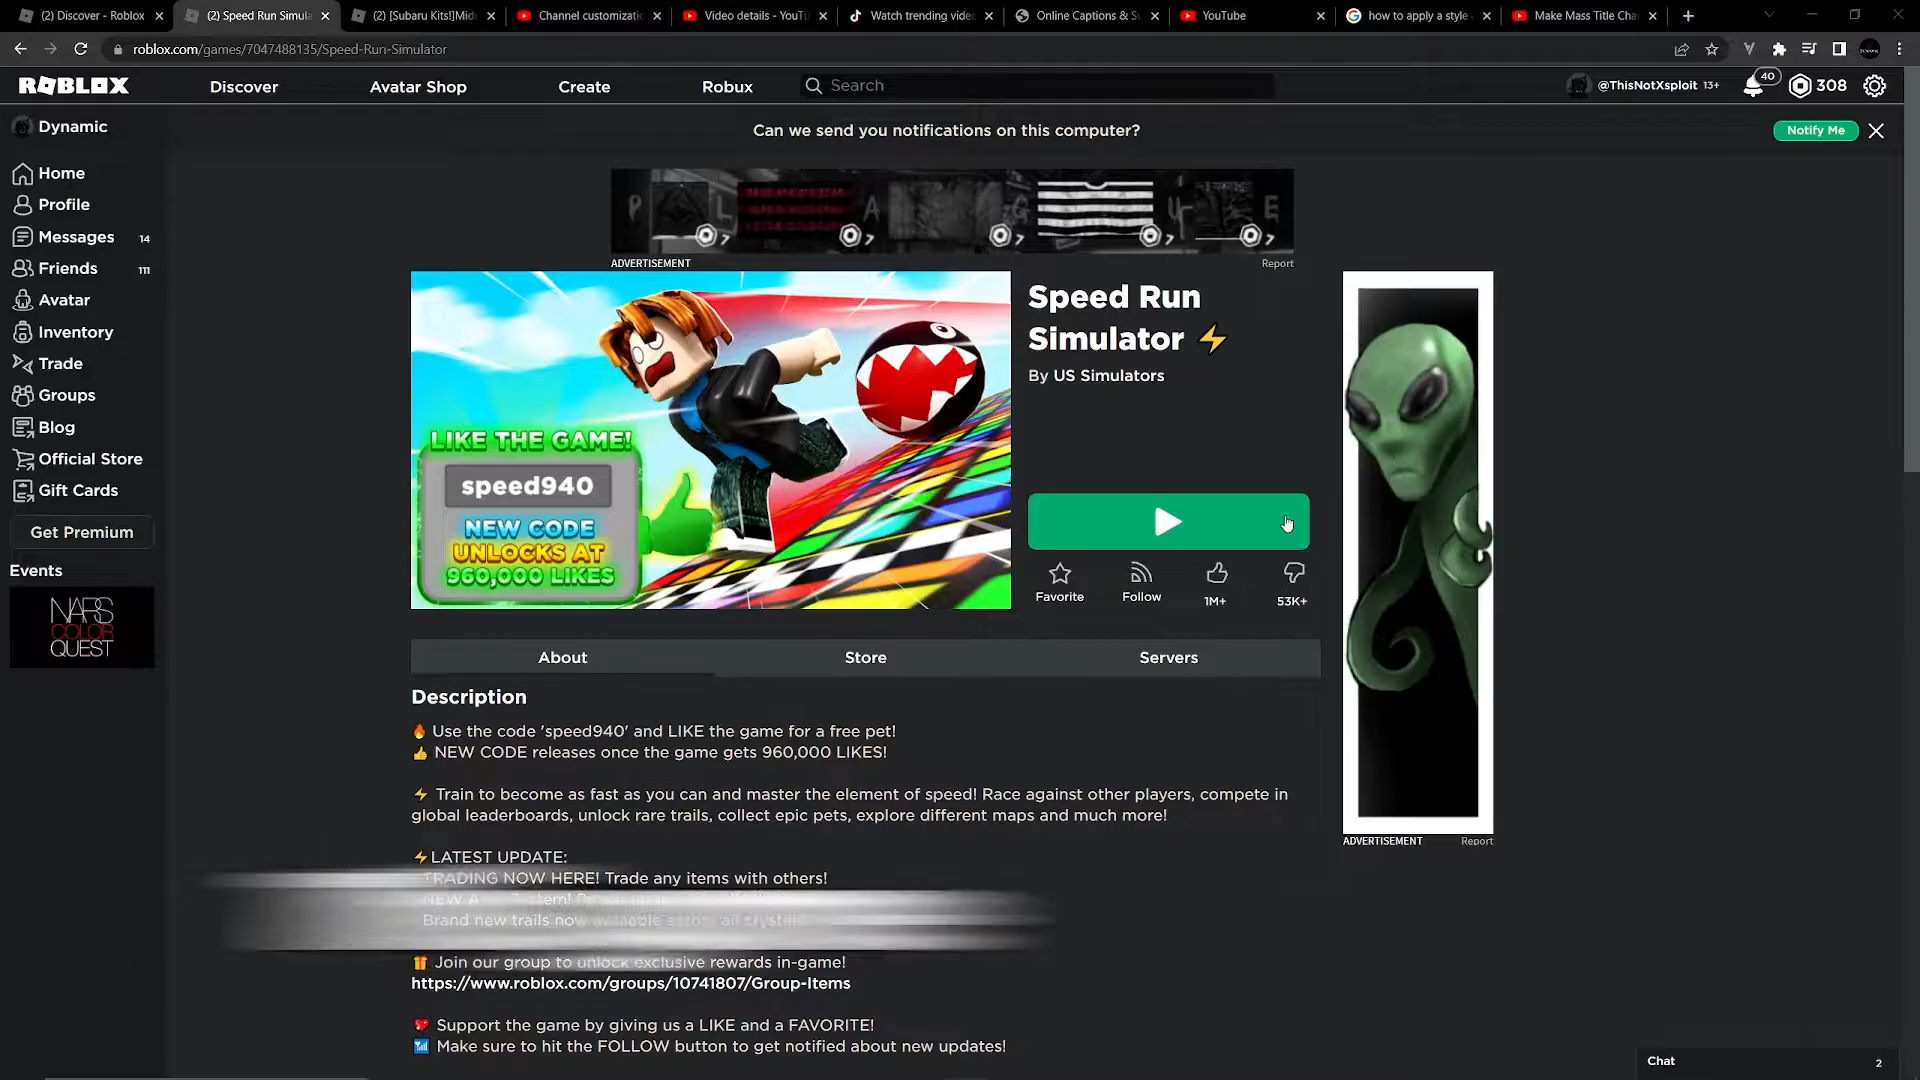 (2) Discover - Roblox
(2) Speed Run Simula
(2) [Subaru Kits!]Mid
Channel customizati
Video details - YouTu
Watch trending vide
Online Captions & Su
YouTube
how to apply a style
Make Mass Title Cha
roblox.com/games/7047488135/Speed-Run-Simulator
ROBLOX
Discover
Avatar Shop
Create
Robux
Search
@ThisNotXsploit 13+
40
308
Dynamic
Can we send you notifications on this computer?
Notify Me
Home
Profile
Messages 14
Friends 111
Avatar
Inventory
Trade
Groups
Blog
Official Store
Gift Cards
Get Premium
Events
NARS
COLOR
QUEST
P L A G U E
7 7 7 7 7
ADVERTISEMENT
Report
LIKE THE GAME!
speed940
NEW CODE
UNLOCKS AT
960,000 LIKES
Speed Run
Simulator ⚡
By US Simulators
Favorite
Follow
1M+
53K+
ADVERTISEMENT
Report
About
Store
Servers
Description
🔥 Use the code 'speed940' and LIKE the game for a free pet!
👍 NEW CODE releases once the game gets 960,000 LIKES!
⚡ Train to become as fast as you can and master the element of speed! Race against other players, compete in
global leaderboards, unlock rare trails, collect epic pets, explore different maps and much more!
⚡LATEST UPDATE:
TRADING NOW HERE! Trade any items with others!
NEW
Brand new trails now
🎁 Join our group to unlock exclusive rewards in-game!
https://www.roblox.com/groups/10741807/Group-Items
💖 Support the game by giving us a LIKE and a FAVORITE!
📶 Make sure to hit the FOLLOW button to get notified about new updates!
Chat
2